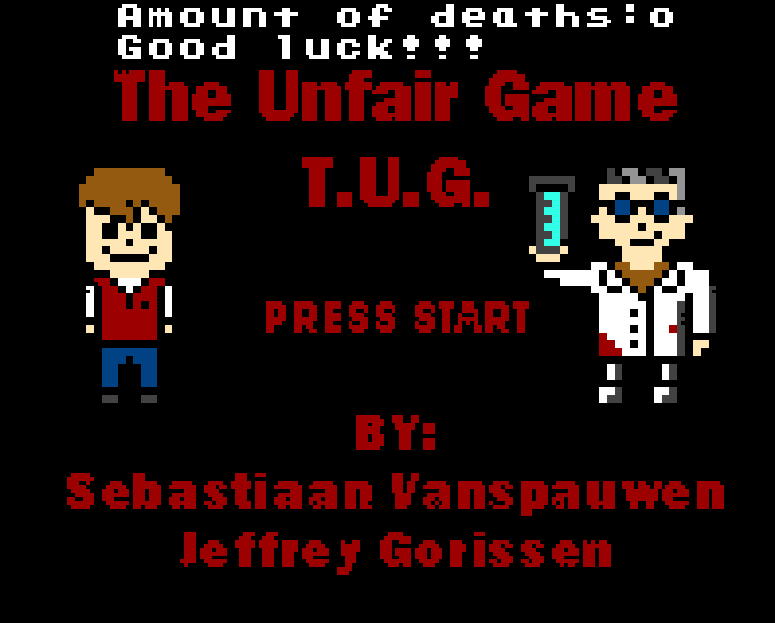 Amount of deaths:0
Good luck!!!
The Unfair Game
T.U.G.
PRESS START
BY:
Sebastiaan Vanspauwen
Jeffrey Gorissen